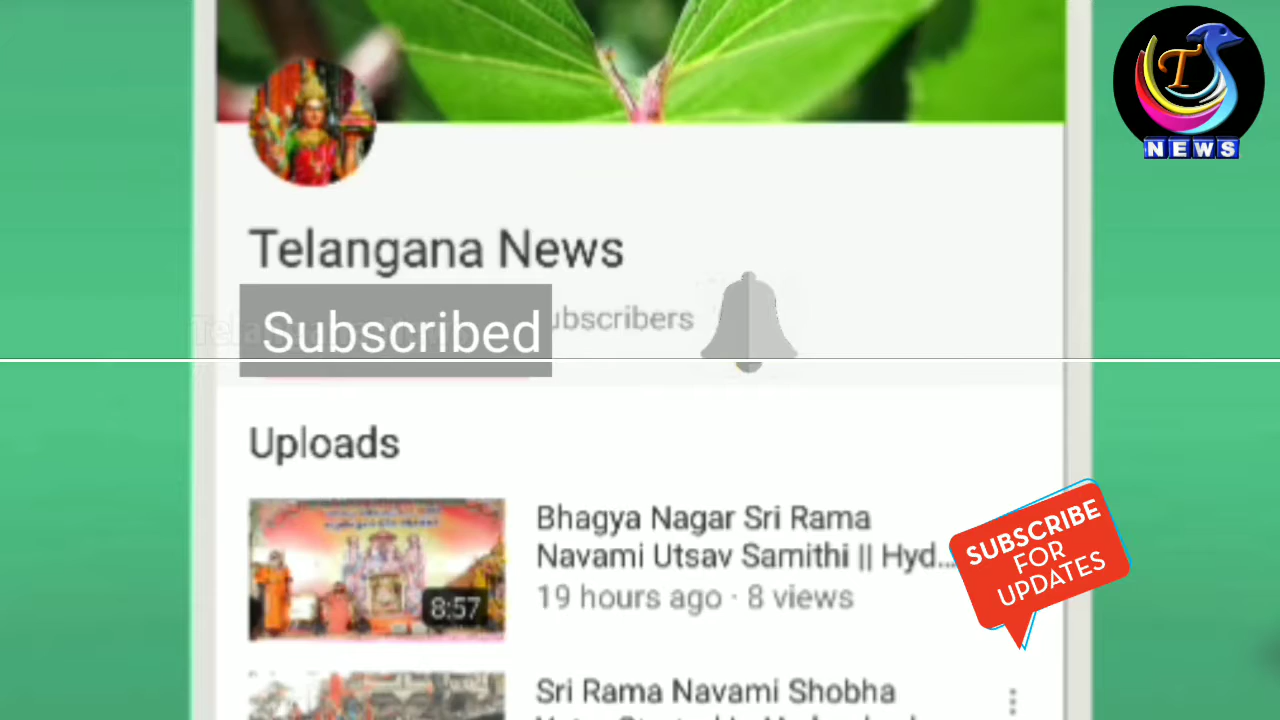 T
NEWS
Telangana News
Subscribed
ubscribers
Uploads
8:57
Bhagya Nagar Sri Rama
Navami Utsav Samithi || Hyd...
19 hours ago · 8 views
SUBSCRIBE
FOR
UPDATES
Sri Rama Navami Shobha